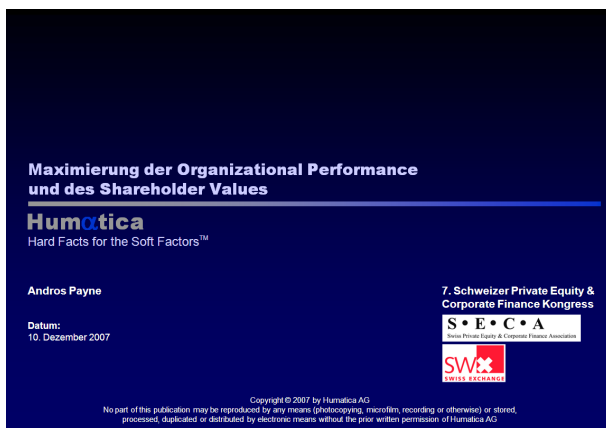 Maximierung der Organizational Performance
und des Shareholder Values
Humαtica
Hard Facts for the Soft Factors™
Andros Payne
Datum:
10. Dezember 2007
7. Schweizer Private Equity &
Corporate Finance Kongress
S • E • C • A
Swiss Private Equity & Corporate Finance Association
SWX
SWISS EXCHANGE
Copyright © 2007 by Humatica AG
No part of this publication may be reproduced by any means (photocopying, microfilm, recording or otherwise) or stored,
processed, duplicated or distributed by electronic means without the prior written permission of Humatica AG